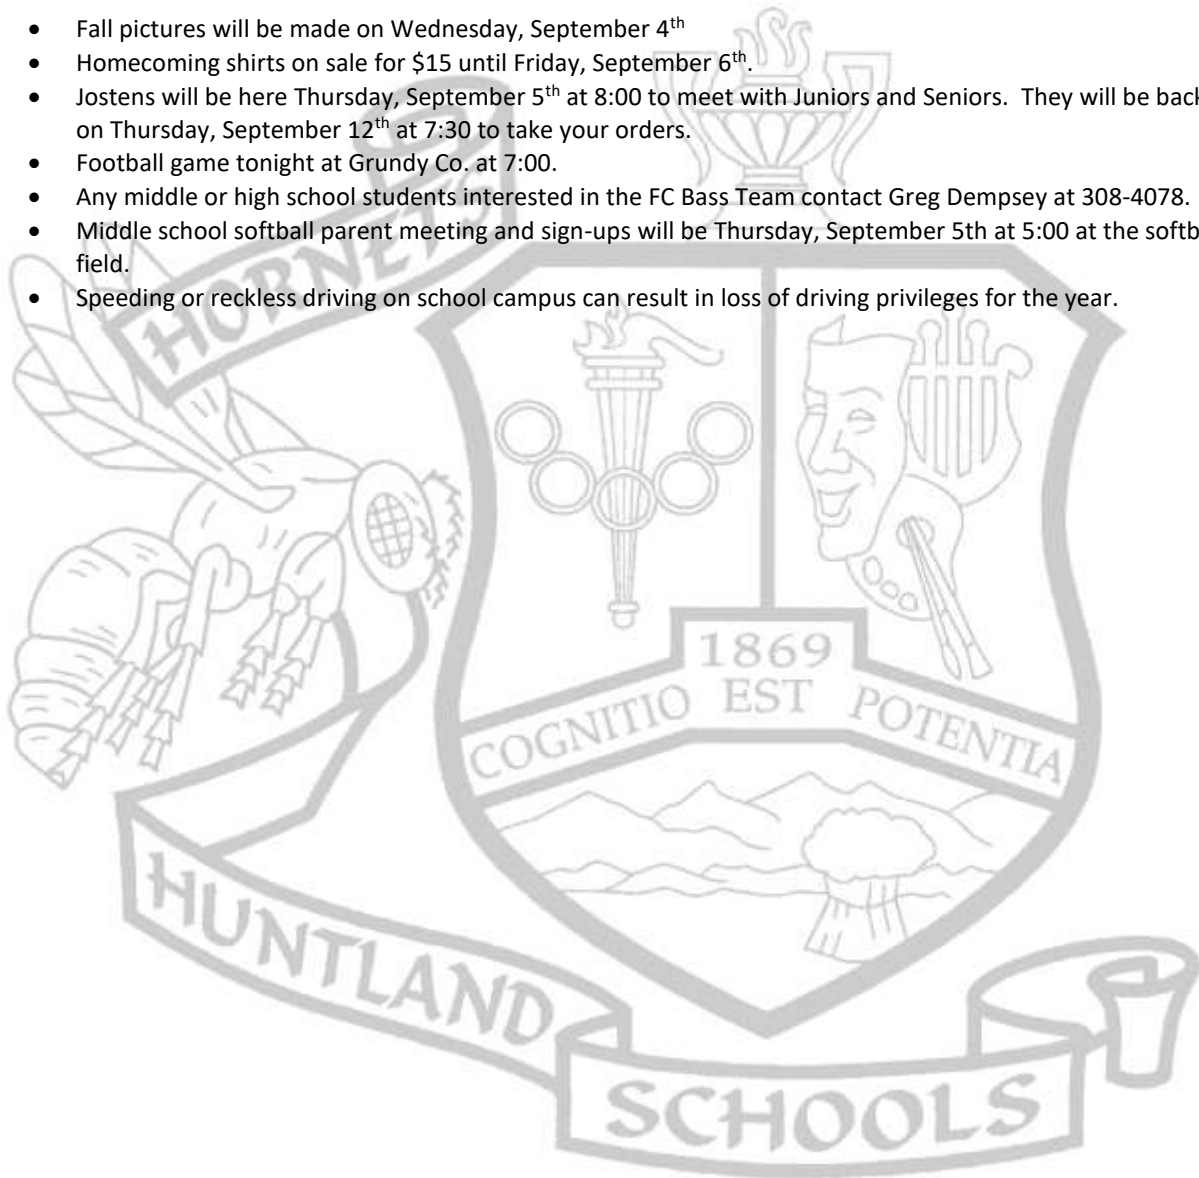 • Fall pictures will be made on Wednesday, September 4th
• Homecoming shirts on sale for $15 until Friday, September 6th.
• Jostens will be here Thursday, September 5th at 8:00 to meet with Juniors and Seniors. They will be back
on Thursday, September 12th at 7:30 to take your orders.
• Football game tonight at Grundy Co. at 7:00.
• Any middle or high school students interested in the FC Bass Team contact Greg Dempsey at 308-4078.
• Middle school softball parent meeting and sign-ups will be Thursday, September 5th at 5:00 at the softb
field.
• Speeding or reckless driving on school campus can result in loss of driving privileges for the year.
HORNETS
1869
COGNITIO EST POTENTIA
HUNTLAND
SCHOOLS